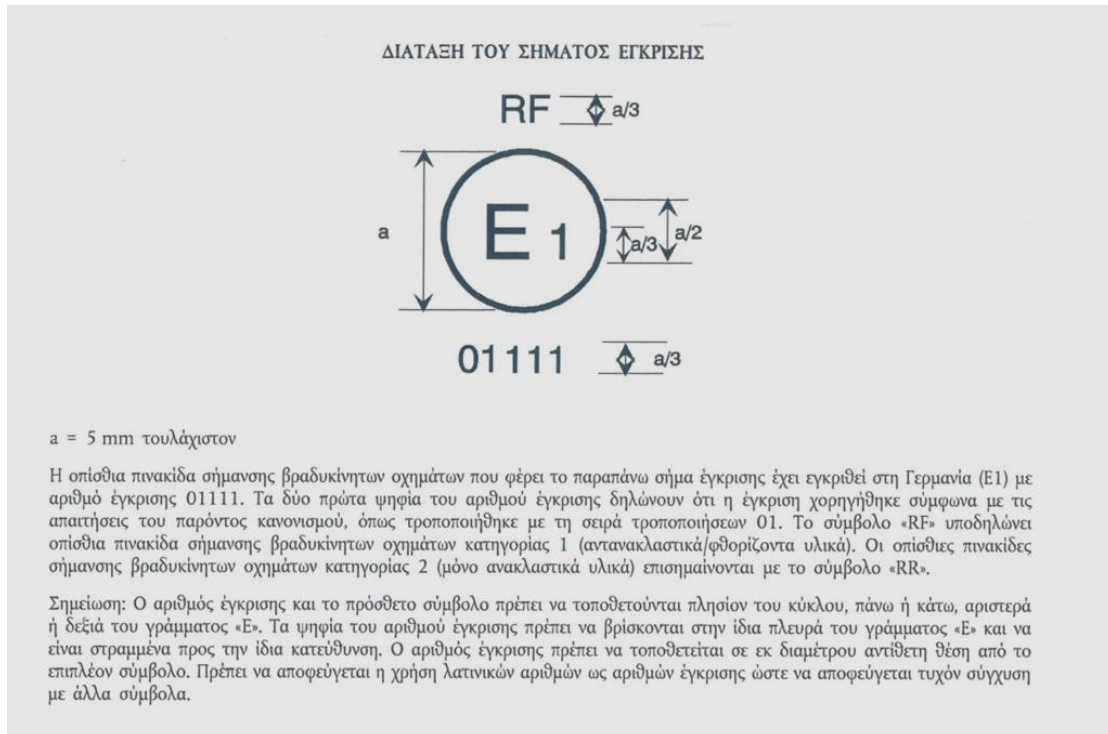 ΔΙΑΤΑΞΗ ΤΟΥ ΣΗΜΑΤΟΣ ΕΓΚΡΙΣΗΣ
RF a/3
a E 1 a/3 a/2
01111 a/3
a = 5 mm τουλάχιστον
Η οπίσθια πινακίδα σήμανσης βραδυκίνητων οχημάτων που φέρει το παραπάνω σήμα έγκρισης έχει εγκριθεί στη Γερμανία (Ε1) με
αριθμό έγκρισης 01111. Τα δύο πρώτα ψηφία του αριθμού έγκρισης δηλώνουν ότι η έγκριση χορηγήθηκε σύμφωνα με τις
απαιτήσεις του παρόντος κανονισμού, όπως τροποποιήθηκε με τη σειρά τροποποιήσεων 01. Το σύμβολο «RF» υποδηλώνει
οπίσθια πινακίδα σήμανσης βραδυκίνητων οχημάτων κατηγορίας 1 (αντανακλαστικά/φθορίζοντα υλικά). Οι οπίσθιες πινακίδες
σήμανσης βραδυκίνητων οχημάτων κατηγορίας 2 (μόνο ανακλαστικά υλικά) επισημαίνονται με το σύμβολο «RR».
Σημείωση: Ο αριθμός έγκρισης και το πρόσθετο σύμβολο πρέπει να τοποθετούνται πλησίον του κύκλου, πάνω ή κάτω, αριστερά
ή δεξιά του γράμματος «Ε». Τα ψηφία του αριθμού έγκρισης πρέπει να βρίσκονται στην ίδια πλευρά του γράμματος «Ε» και να
είναι στραμμένα προς την ίδια κατεύθυνση. Ο αριθμός έγκρισης πρέπει να τοποθετείται σε εκ διαμέτρου αντίθετη θέση από το
επιπλέον σύμβολο. Πρέπει να αποφεύγεται η χρήση λατινικών αριθμών ως αριθμών έγκρισης ώστε να αποφεύγεται τυχόν σύγχυση
με άλλα σύμβολα.